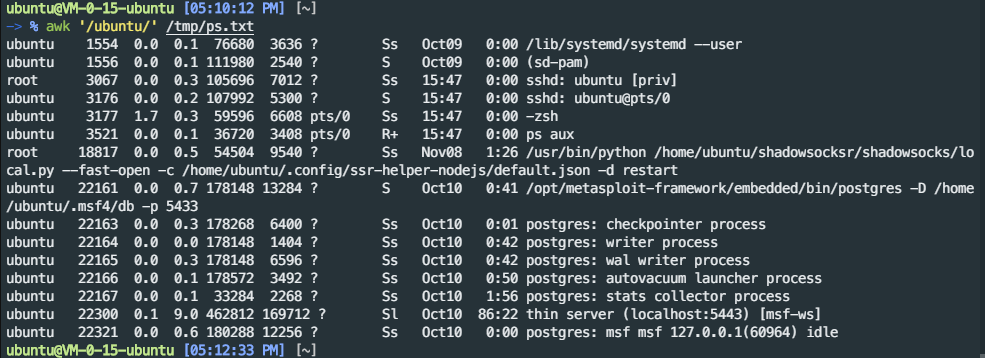 ubuntu@VM-0-15-ubuntu [05:10:12 PM] [~]
-> % awk '/ubuntu/' /tmp/ps.txt
ubuntu    1554  0.0  0.1  76680  3636 ?        Ss   Oct09   0:00 /lib/systemd/systemd --user
ubuntu    1556  0.0  0.1 111980  2540 ?        S    Oct09   0:00 (sd-pam)
root      3067  0.0  0.3 105696  7012 ?        Ss   15:47   0:00 sshd: ubuntu [priv]
ubuntu    3176  0.0  0.2 107992  5300 ?        S    15:47   0:00 sshd: ubuntu@pts/0
ubuntu    3177  1.7  0.3  59596  6608 pts/0    Ss   15:47   0:00 -zsh
ubuntu    3521  0.0  0.1  36720  3408 pts/0    R+   15:47   0:00 ps aux
root     18817  0.0  0.5  54504  9540 ?        Ss   Nov08   1:26 /usr/bin/python /home/ubuntu/shadowsocksr/shadowsocks/lo
cal.py --fast-open -c /home/ubuntu/.config/ssr-helper-nodejs/default.json -d restart
ubuntu   22161  0.0  0.7 178148 13284 ?        S    Oct10   0:41 /opt/metasploit-framework/embedded/bin/postgres -D /home
/ubuntu/.msf4/db -p 5433
ubuntu   22163  0.0  0.3 178268  6400 ?        Ss   Oct10   0:01 postgres: checkpointer process
ubuntu   22164  0.0  0.0 178148  1404 ?        Ss   Oct10   0:42 postgres: writer process
ubuntu   22165  0.0  0.3 178148  6596 ?        Ss   Oct10   0:42 postgres: wal writer process
ubuntu   22166  0.0  0.1 178572  3492 ?        Ss   Oct10   0:50 postgres: autovacuum launcher process
ubuntu   22167  0.0  0.1  33284  2268 ?        Ss   Oct10   1:56 postgres: stats collector process
ubuntu   22300  0.1  9.0 462812 169712 ?       Sl   Oct10  86:22 thin server (localhost:5443) [msf-ws]
ubuntu   22321  0.0  0.6 180288 12256 ?        Ss   Oct10   0:00 postgres: msf msf 127.0.0.1(60964) idle
ubuntu@VM-0-15-ubuntu [05:12:33 PM] [~]